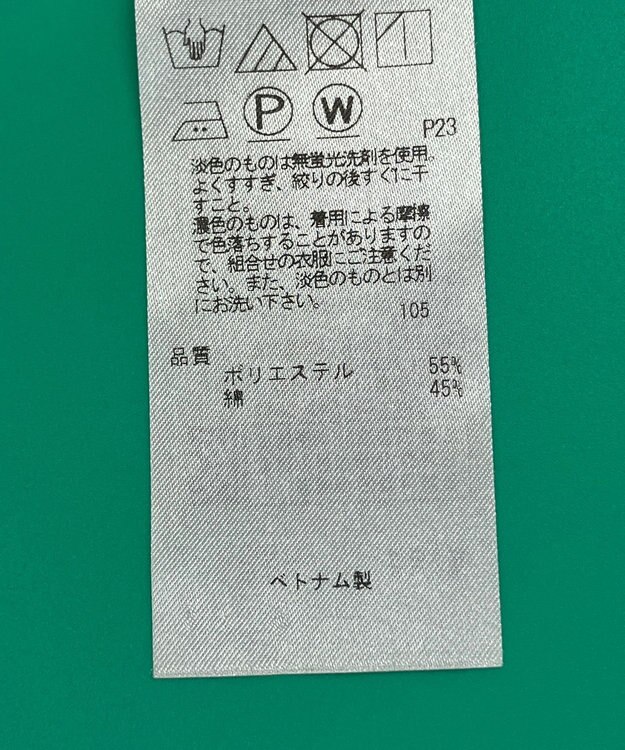 P
W
P23
淡色のものは無蛍光洗剤を使用。
よくすすぎ、絞りの後すぐに干
すこと。
濃色のものは、着用による摩擦
で色落ちすることがありますの
で、組合せの衣服にご注意くだ
さい。また、淡色のものとは別
にお洗い下さい。
105
品質
ポリエステル 55%
綿 45%
ベトナム製